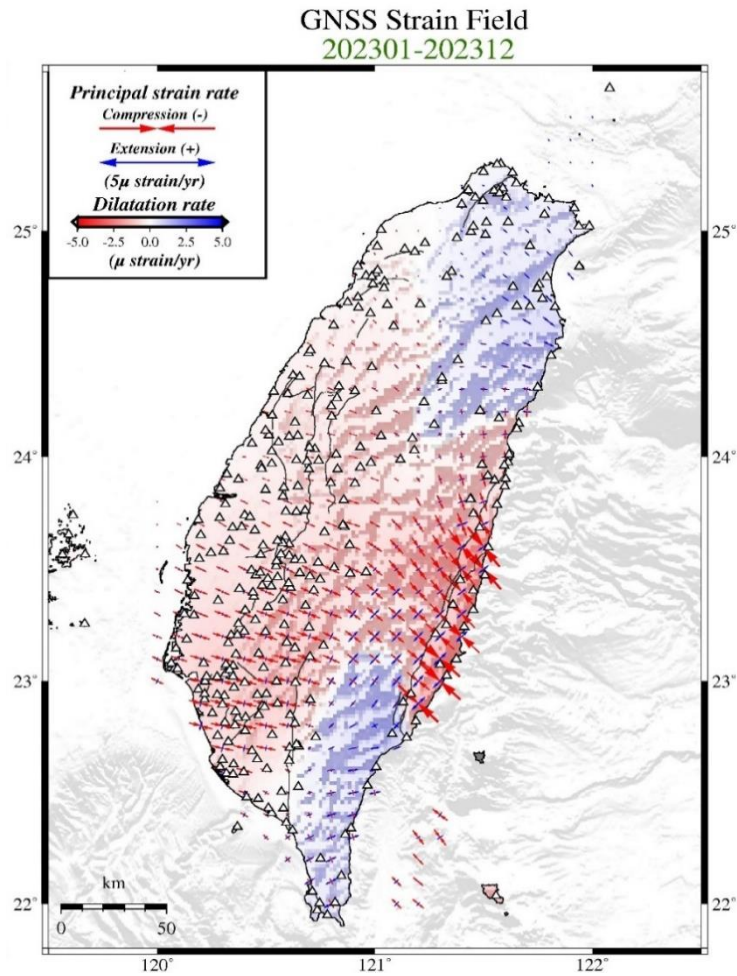 GNSS Strain Field
202301-202312
Principal strain rate
Compression (-)
Extension (+)
(5μ strain/yr)
Dilatation rate
-5.0 -2.5 0.0 2.5 5.0
(μ strain/yr)
25° 25°
24° 24°
23° 23°
22° 22°
km
0 50
120° 121° 122°